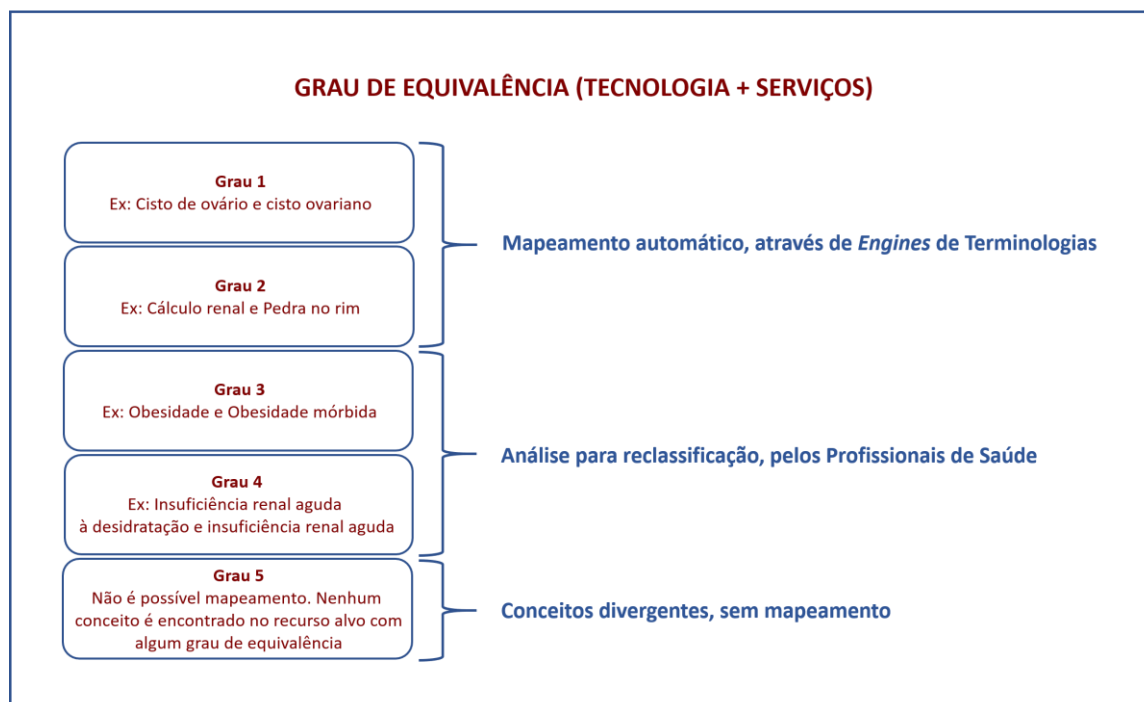 GRAU DE EQUIVALÊNCIA (TECNOLOGIA + SERVIÇOS)
Grau 1
Ex: Cisto de ovário e cisto ovariano
Grau 2
Ex: Cálculo renal e Pedra no rim
Mapeamento automático, através de Engines de Terminologias
Grau 3
Ex: Obesidade e Obesidade mórbida
Grau 4
Ex: Insuficiência renal aguda
à desidratação e insuficiência renal aguda
Análise para reclassificação, pelos Profissionais de Saúde
Grau 5
Não é possível mapeamento. Nenhum
conceito é encontrado no recurso alvo com
algum grau de equivalência
Conceitos divergentes, sem mapeamento